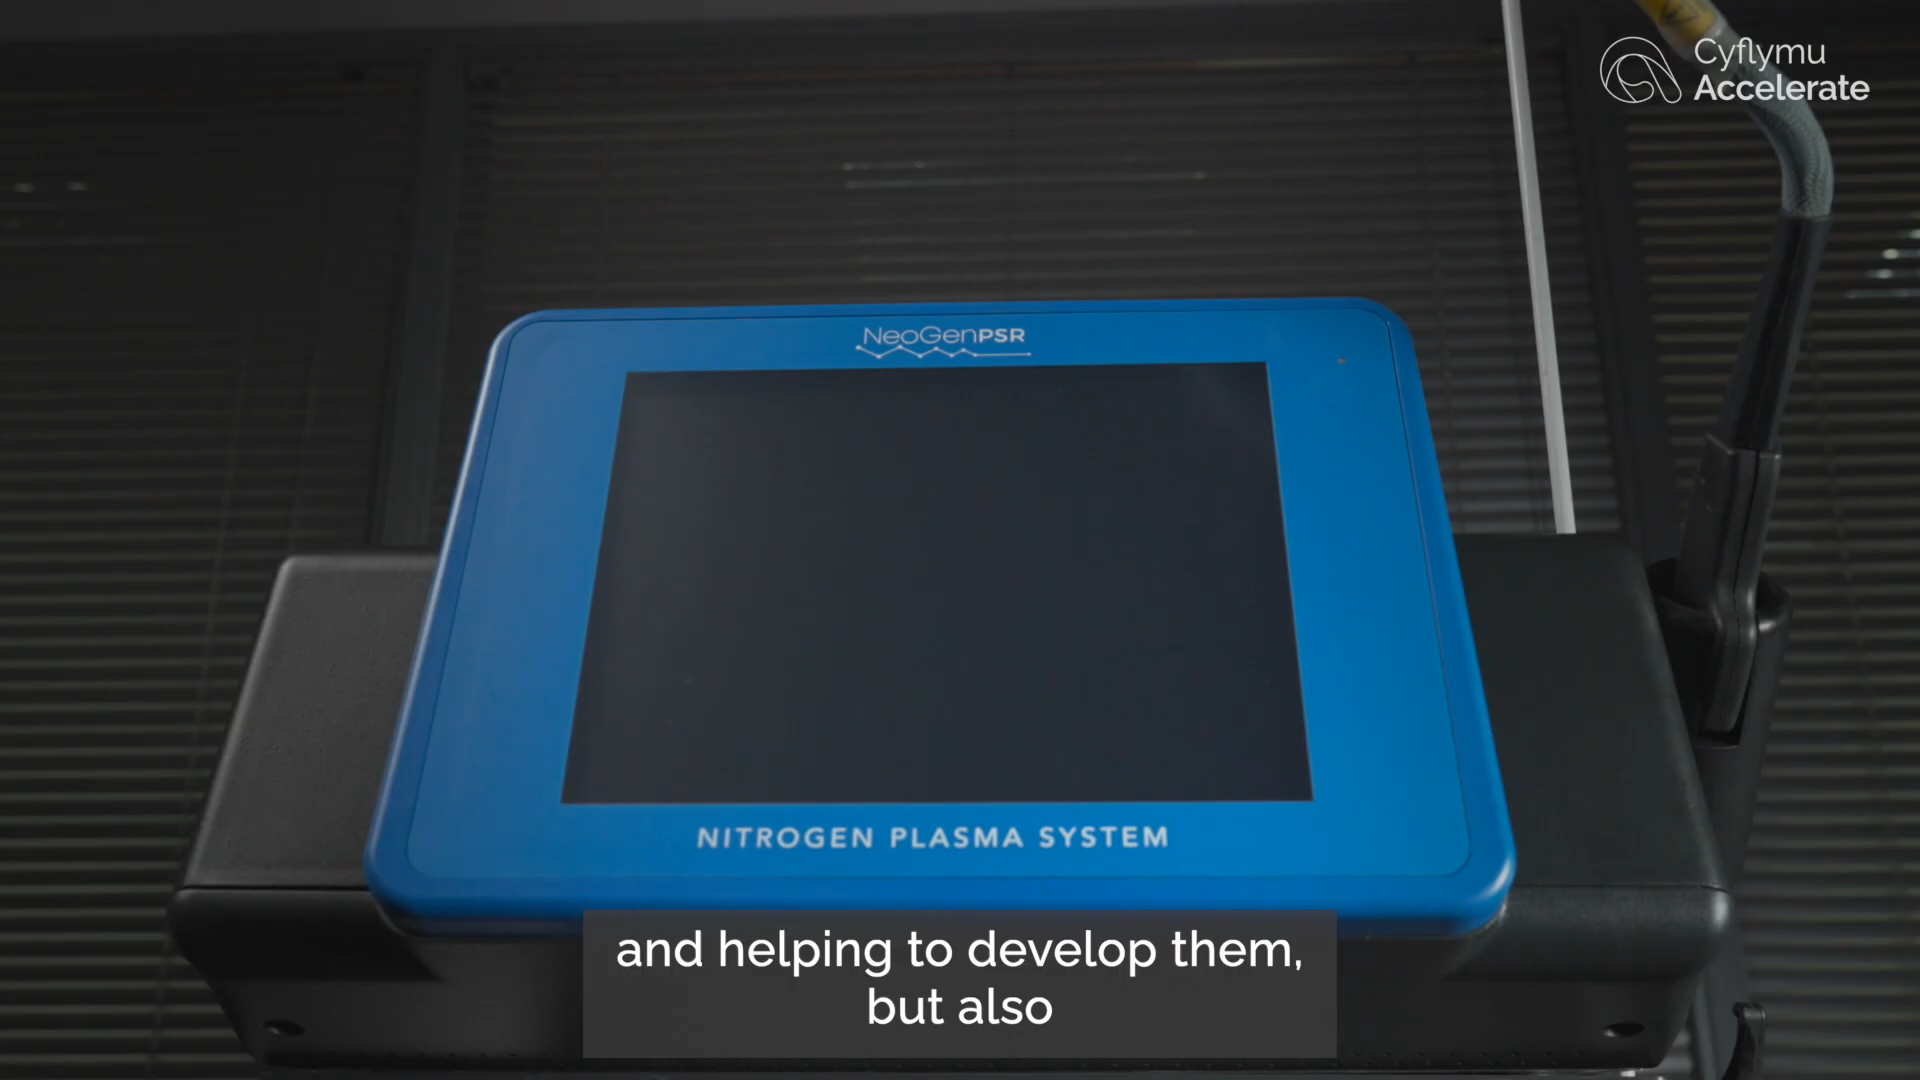 Cyflymu
Accelerate
NeoGenPSR
NITROGEN PLASMA SYSTEM
and helping to develop them,
but also